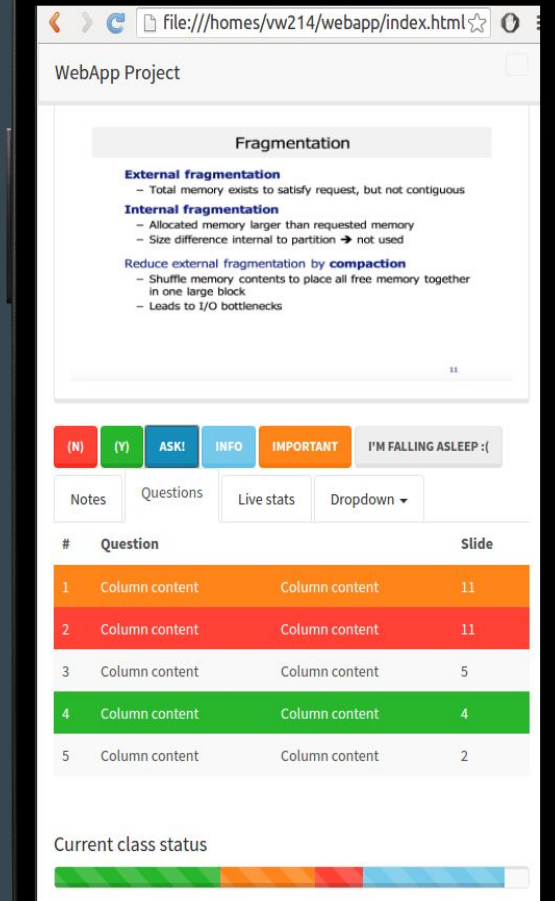 file:///homes/vw214/webapp/index.html
WebApp Project
Fragmentation
External fragmentation
– Total memory exists to satisfy request, but not contiguous
Internal fragmentation
– Allocated memory larger than requested memory
– Size difference internal to partition ➔ not used
Reduce external fragmentation by compaction
– Shuffle memory contents to place all free memory together
in one large block
– Leads to I/O bottlenecks
11
(N) (Y) ASK! INFO IMPORTANT I'M FALLING ASLEEP :(
Notes Questions Live stats Dropdown
# Question Slide
1 Column content Column content 11
2 Column content Column content 11
3 Column content Column content 5
4 Column content Column content 4
5 Column content Column content 2
Current class status